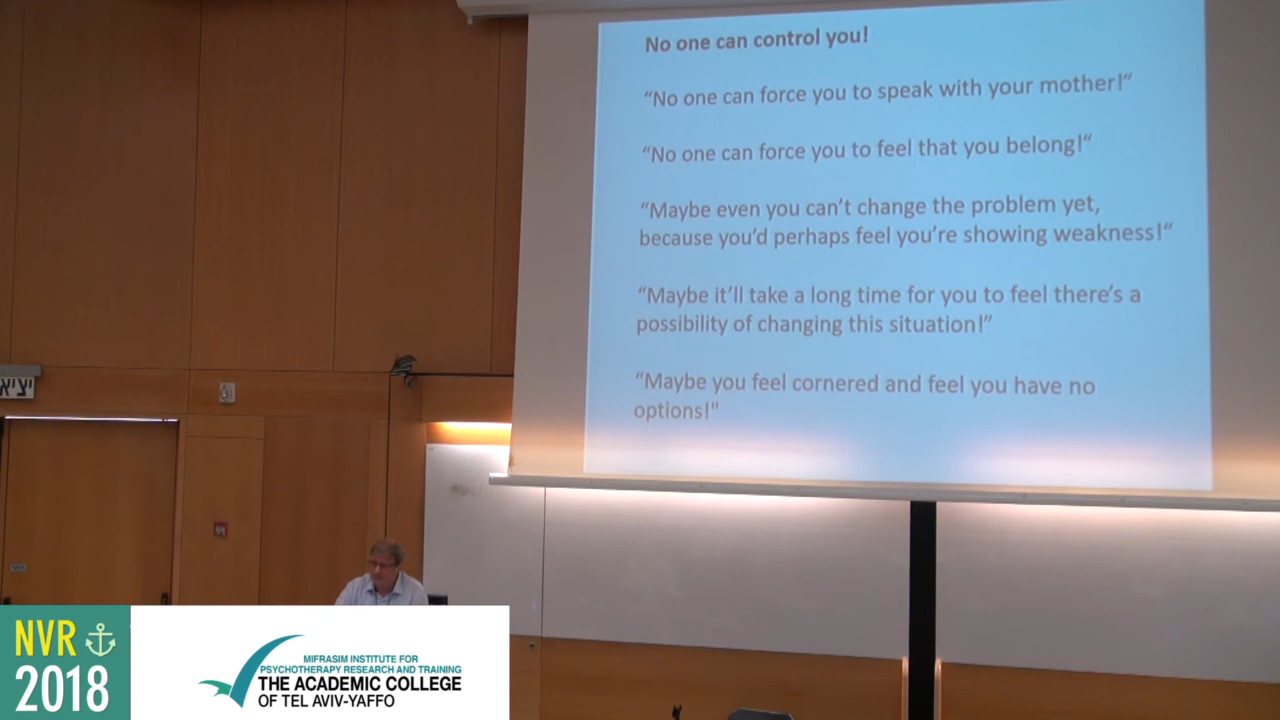 No one can control you!
“No one can force you to speak with your mother!“
“No one can force you to feel that you belong!“
“Maybe even you can’t change the problem yet,
because you’d perhaps feel you’re showing weakness!“
“Maybe it’ll take a long time for you to feel there’s a
possibility of changing this situation!”
“Maybe you feel cornered and feel you have no
options!"
יציא
NVR
2018
MIFRASIM INSTITUTE FOR
PSYCHOTHERAPY RESEARCH AND TRAINING
THE ACADEMIC COLLEGE
OF TEL AVIV-YAFFO